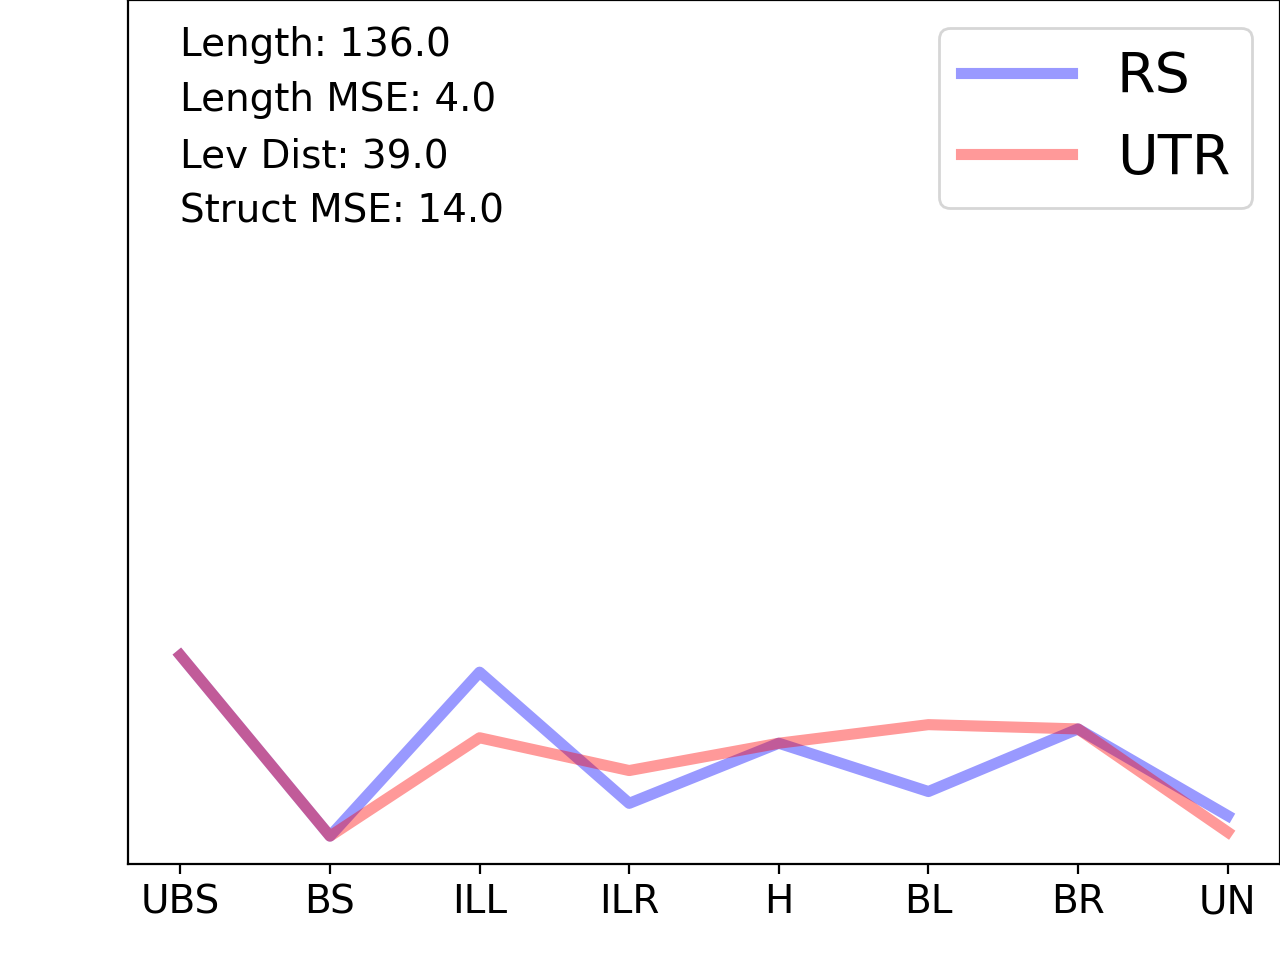 Length: 136.0
Length MSE: 4.0
Lev Dist: 39.0
Struct MSE: 14.0
RS
UTR
UBS BS ILL ILR H BL BR UN